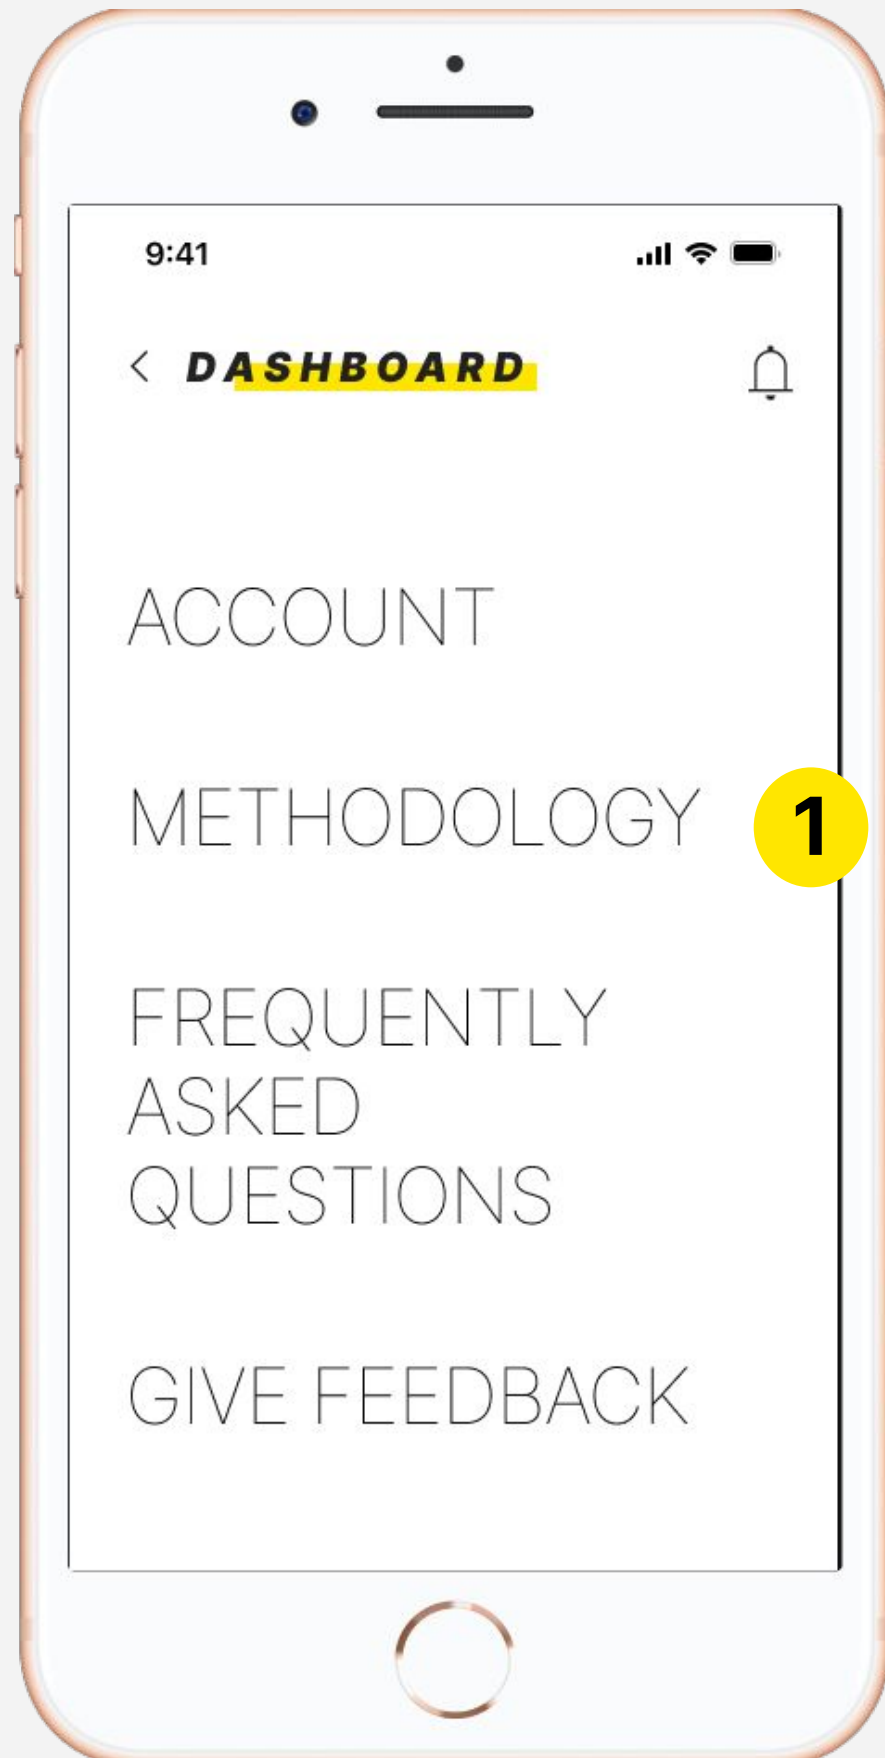 9:41
DASHBOARD
ACCOUNT
METHODOLOGY
1
FREQUENTLY
ASKED
QUESTIONS
GIVE FEEDBACK